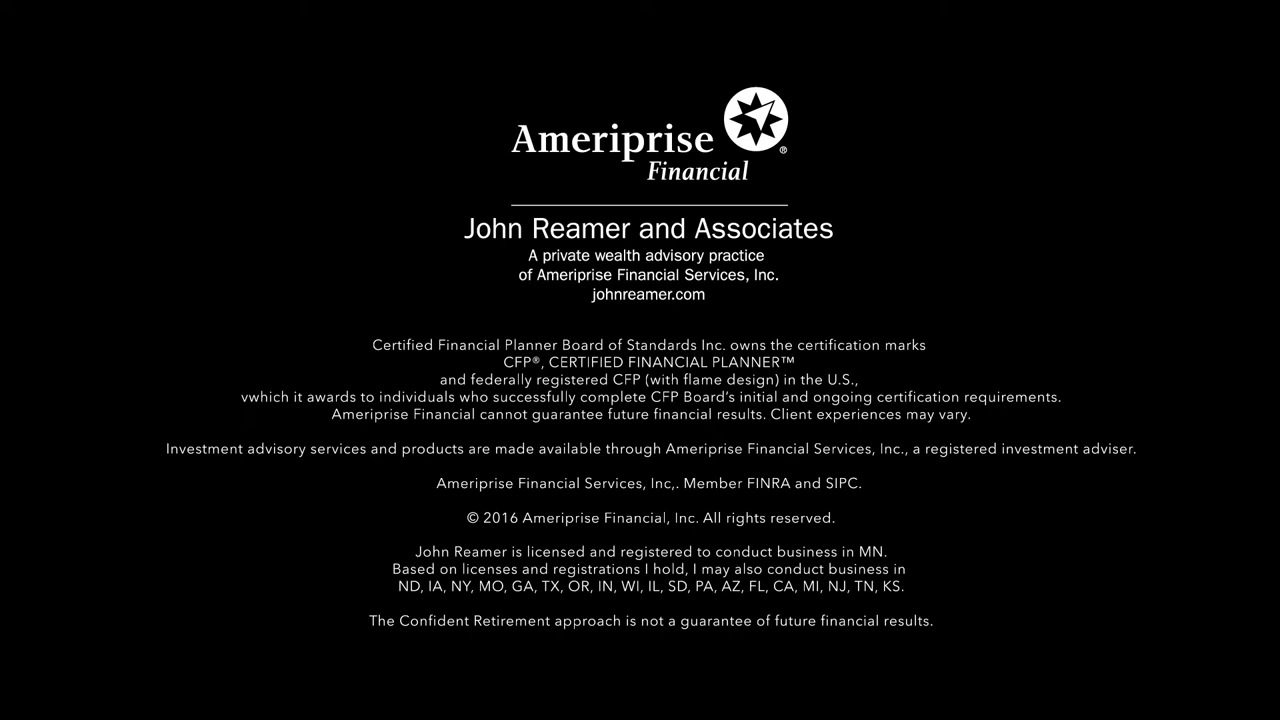 Ameriprise
Financial
®
John Reamer and Associates
A private wealth advisory practice
of Ameriprise Financial Services, Inc.
johnreamer.com
Certified Financial Planner Board of Standards Inc. owns the certification marks
CFP®, CERTIFIED FINANCIAL PLANNER™
and federally registered CFP (with flame design) in the U.S.,
vwhich it awards to individuals who successfully complete CFP Board's initial and ongoing certification requirements.
Ameriprise Financial cannot guarantee future financial results. Client experiences may vary.
Investment advisory services and products are made available through Ameriprise Financial Services, Inc., a registered investment adviser.
Ameriprise Financial Services, Inc,. Member FINRA and SIPC.
© 2016 Ameriprise Financial, Inc. All rights reserved.
John Reamer is licensed and registered to conduct business in MN.
Based on licenses and registrations I hold, I may also conduct business in
ND, IA, NY, MO, GA, TX, OR, IN, WI, IL, SD, PA, AZ, FL, CA, MI, NJ, TN, KS.
The Confident Retirement approach is not a guarantee of future financial results.